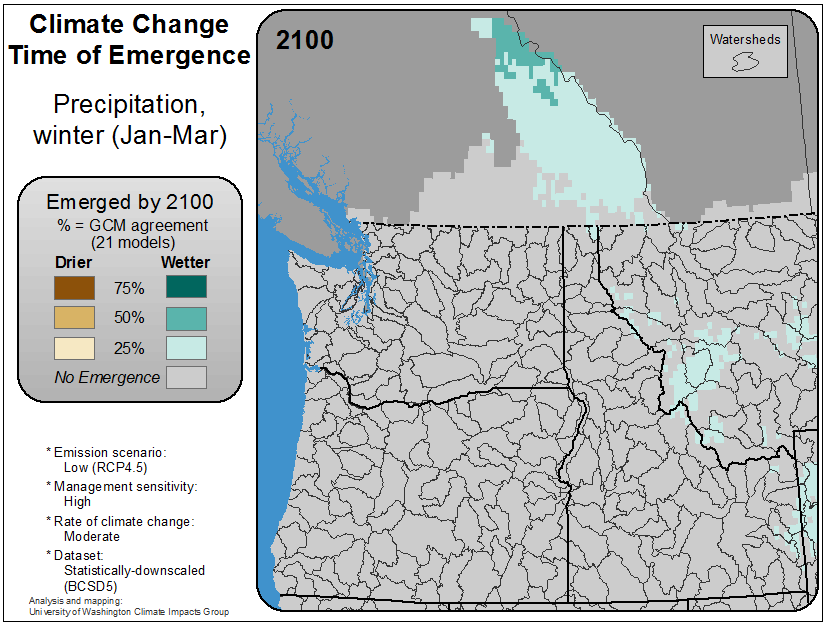 Climate Change
Time of Emergence
Precipitation,
winter (Jan-Mar)
Emerged by 2100
% = GCM agreement
(21 models)
Drier Wetter
75%
50%
25%
No Emergence
* Emission scenario:
Low (RCP4.5)
* Management sensitivity:
High
* Rate of climate change:
Moderate
* Dataset:
Statistically-downscaled
(BCSD5)
Analysis and mapping:
University of Washington Climate Impacts Group
2100
Watersheds